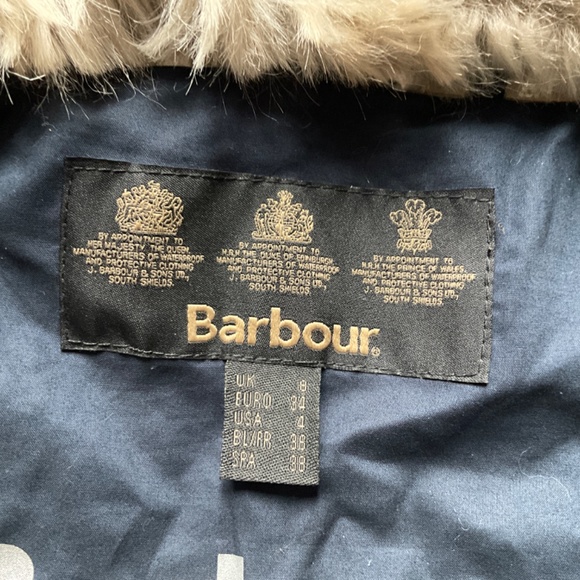 BY APPOINTMENT TO
HER MAJESTY THE QUEEN
MANUFACTURERS OF WATERPROOF
AND PROTECTIVE CLOTHING
J. BARBOUR & SONS LTD.,
SOUTH SHIELDS
BY APPOINTMENT TO
H.R.H. THE DUKE OF EDINBURGH
MANUFACTURERS OF WATERPROOF
AND PROTECTIVE CLOTHING
J. BARBOUR & SONS LTD.,
SOUTH SHIELDS
BY APPOINTMENT TO
H.R.H. THE PRINCE OF WALES
MANUFACTURERS OF WATERPROOF
AND PROTECTIVE CLOTHING
J. BARBOUR & SONS LTD.,
SOUTH SHIELDS
Barbour®
UK 8
EURO 34
USA 4
BL/FR 36
SPA 38